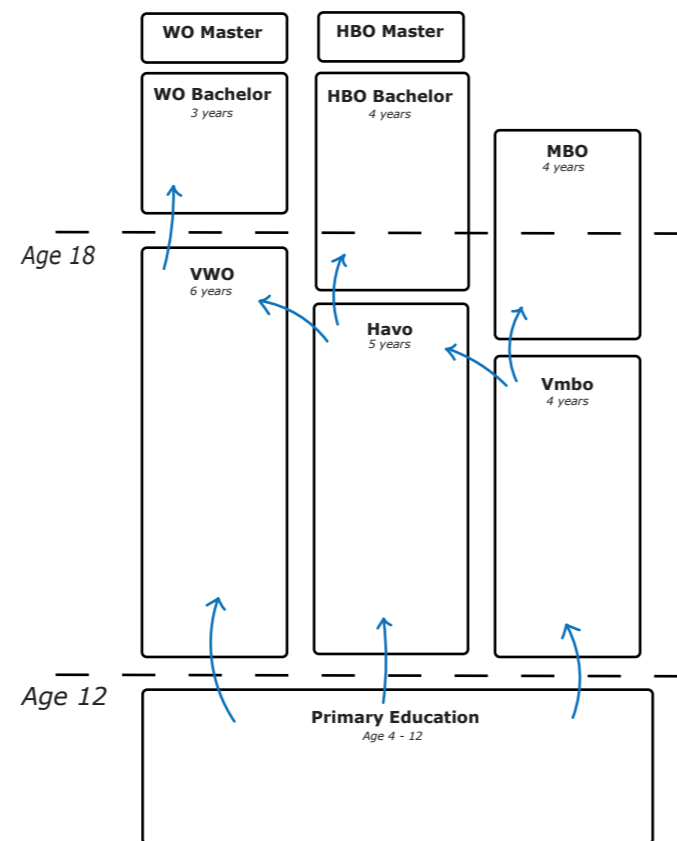 WO Master
HBO Master
WO Bachelor
3 years
HBO Bachelor
4 years
MBO
4 years
Age 18
VWO
6 years
Havo
5 years
Vmbo
4 years
Age 12
Primary Education
Age 4 - 12